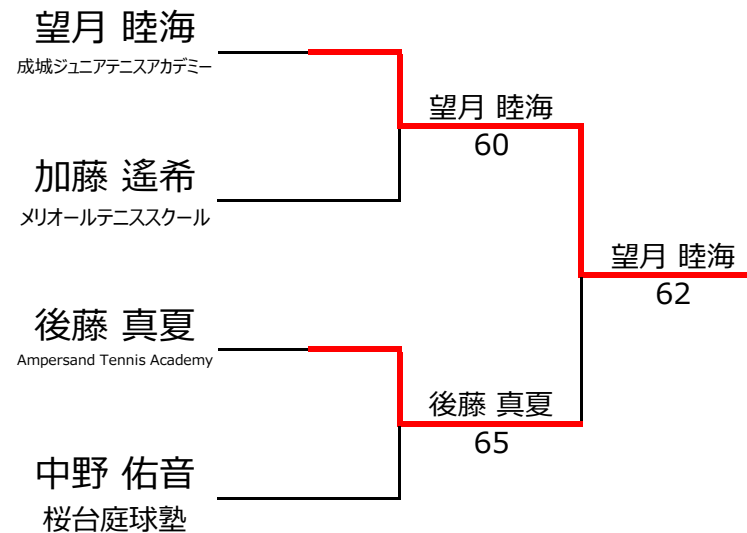 望月 睦海
成城ジュニアテニスアカデミー
望月 睦海
60
加藤 遙希
メリオールテニススクール
望月 睦海
62
後藤 真夏
Ampersand Tennis Academy
後藤 真夏
65
中野 佑音
桜台庭球塾